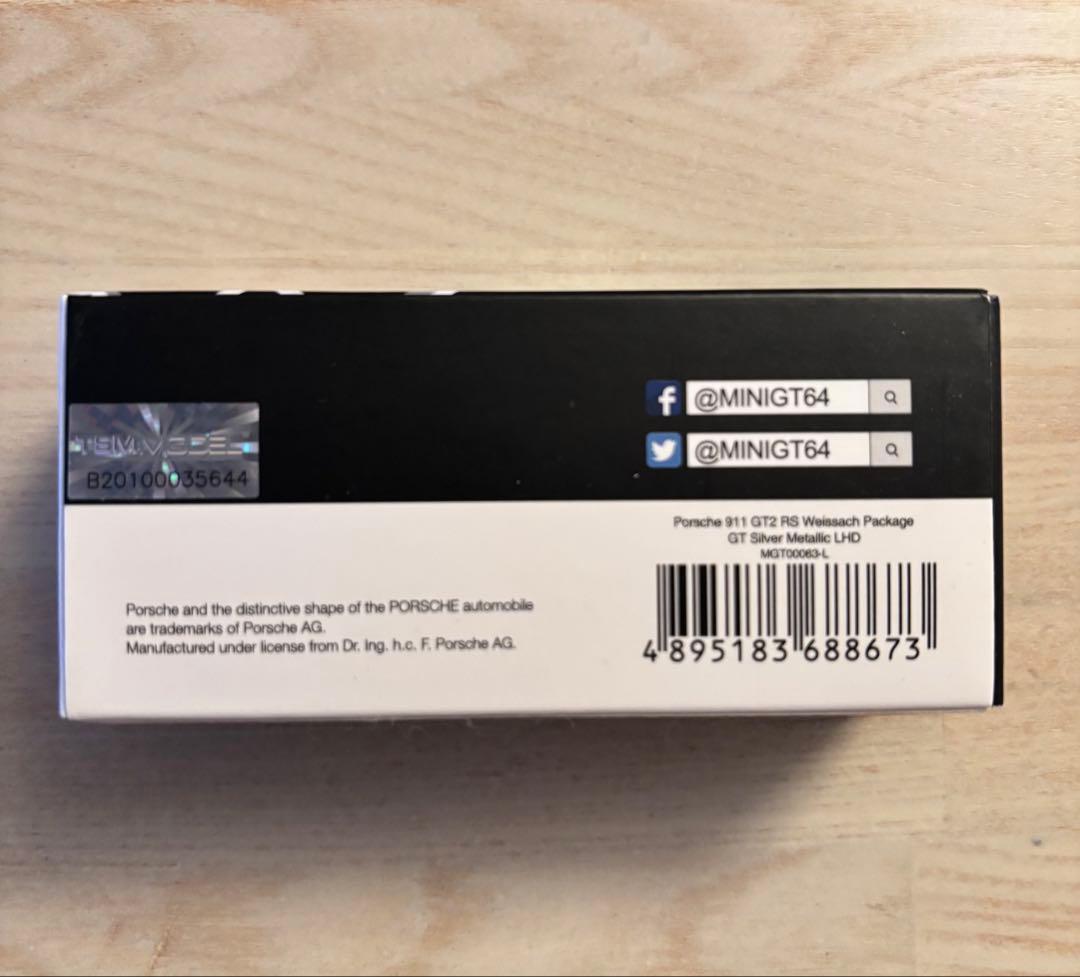 @MINIGT64
@MINIGT64
TSM.MODEL
B20100035644
Porsche 911 GT2 RS Weissach Package
GT Silver Metallic LHD
MGT00063-L
4 895183 688673
Porsche and the distinctive shape of the PORSCHE automobile
are trademarks of Porsche AG.
Manufactured under license from Dr. Ing. h.c. F. Porsche AG.